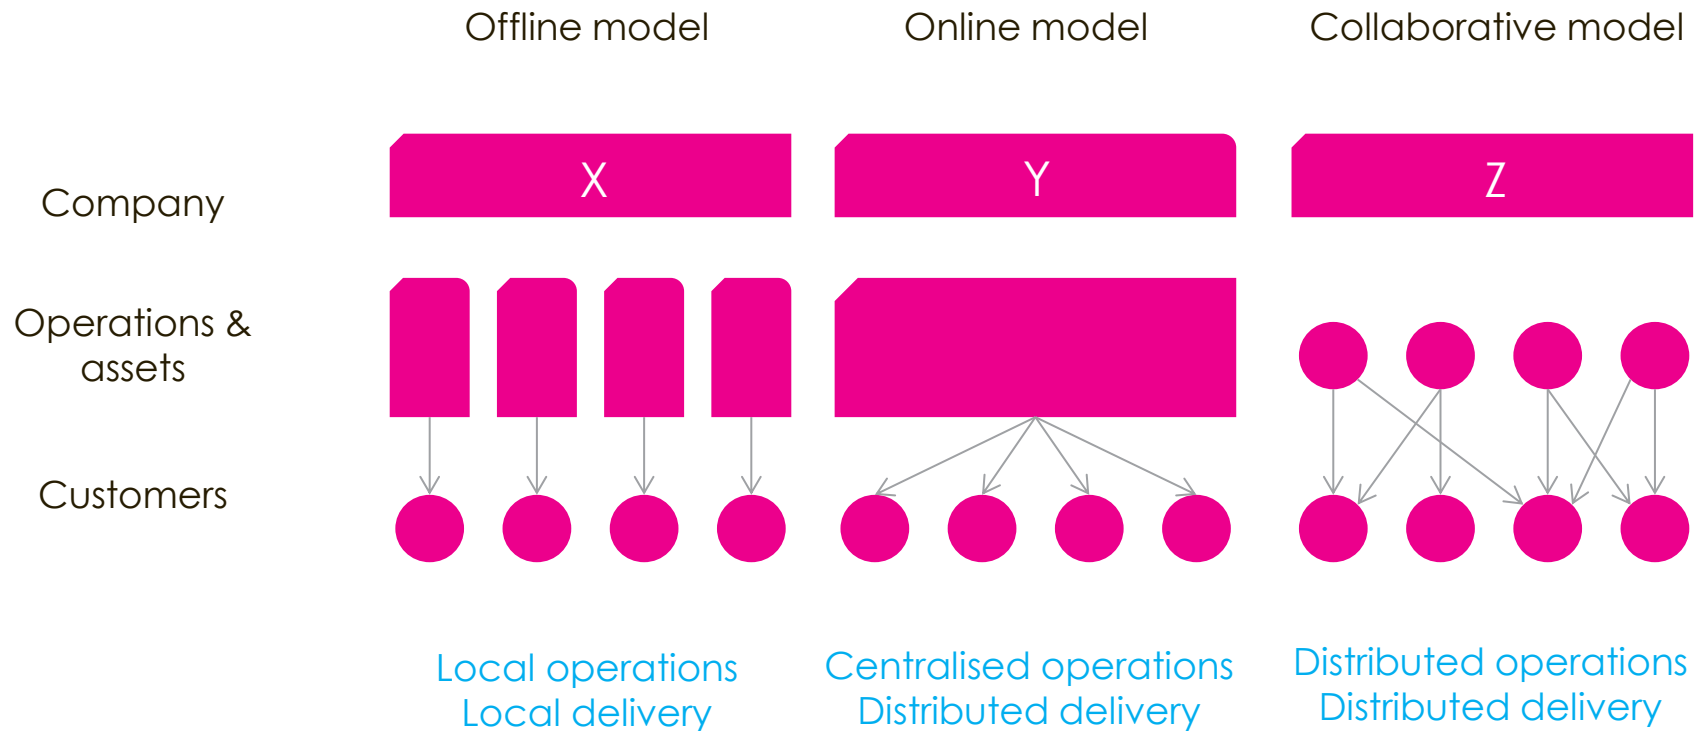 Offline model
Online model
Collaborative model
Company
X
Y
Z
Operations &
assets
Customers
Local operations
Local delivery
Centralised operations
Distributed delivery
Distributed operations
Distributed delivery